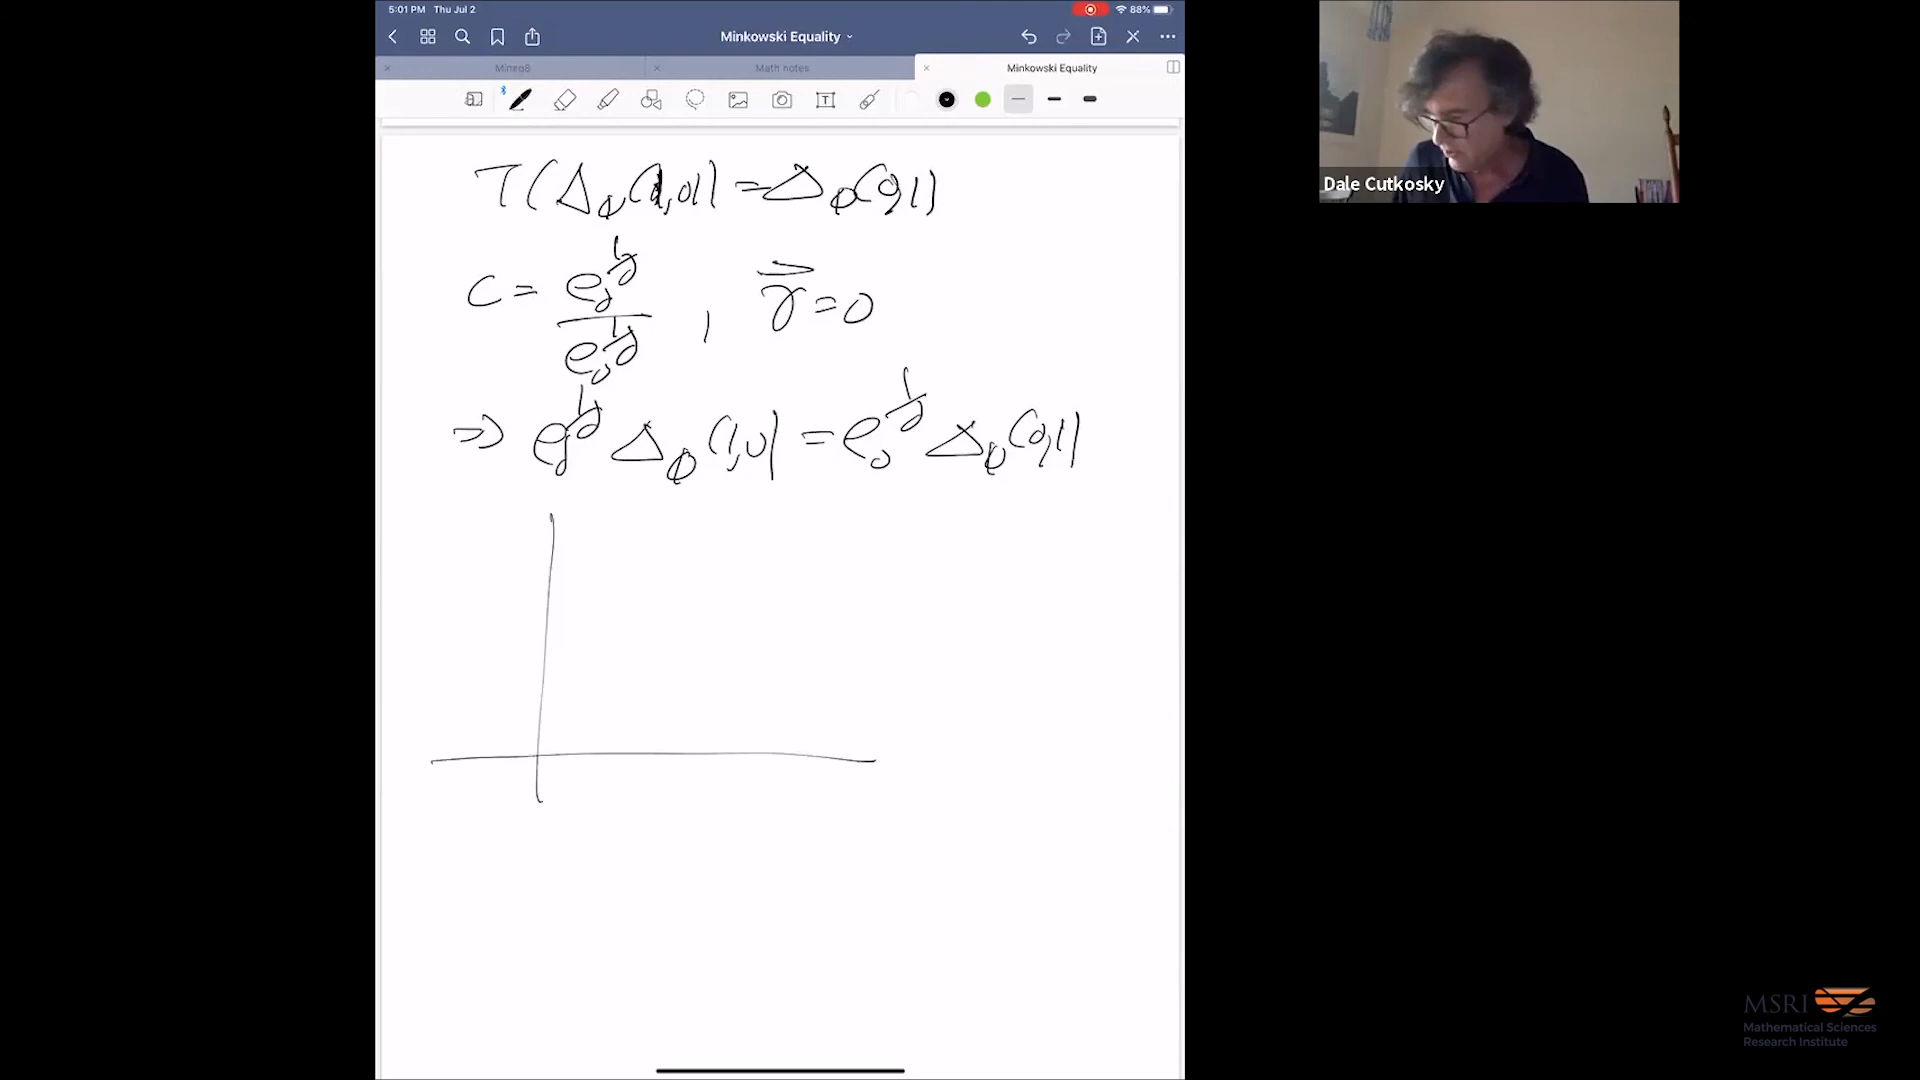 5:01 PM Thu Jul 2
88%
Minkowski Equality
Mineo8
Math notes
Minkowski Equality
T(Δ_Φ(1,0)) = Δ_Φ(0,1)
c = e_d^{1/d} / e_0^{1/d} , γ⃗ = 0
⇒ e_d^{1/d} Δ_Φ(1,0) = e_0^{1/d} Δ_Φ(0,1)
Dale Cutkosky
MSRI
Mathematical Sciences
Research Institute